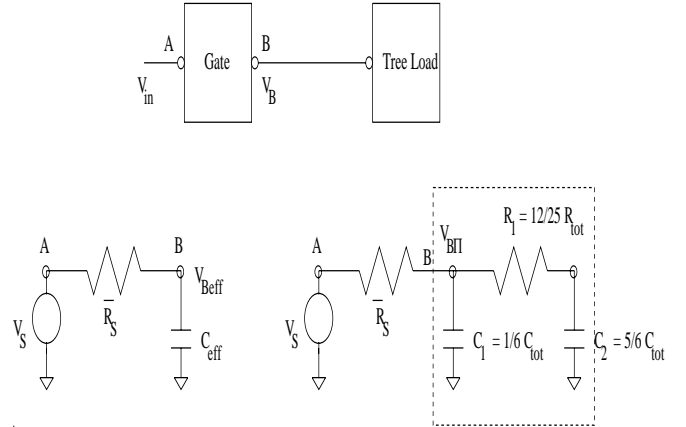 A
Gate
B
Tree Load
V_in
V_B
R_1 = 12/25 R_tot
A
B
A
B
V_BΠ
V_Beff
V_S
R̅_S
C_eff
V_S
R̅_S
C_1 = 1/6 C_tot
C_2 = 5/6 C_tot